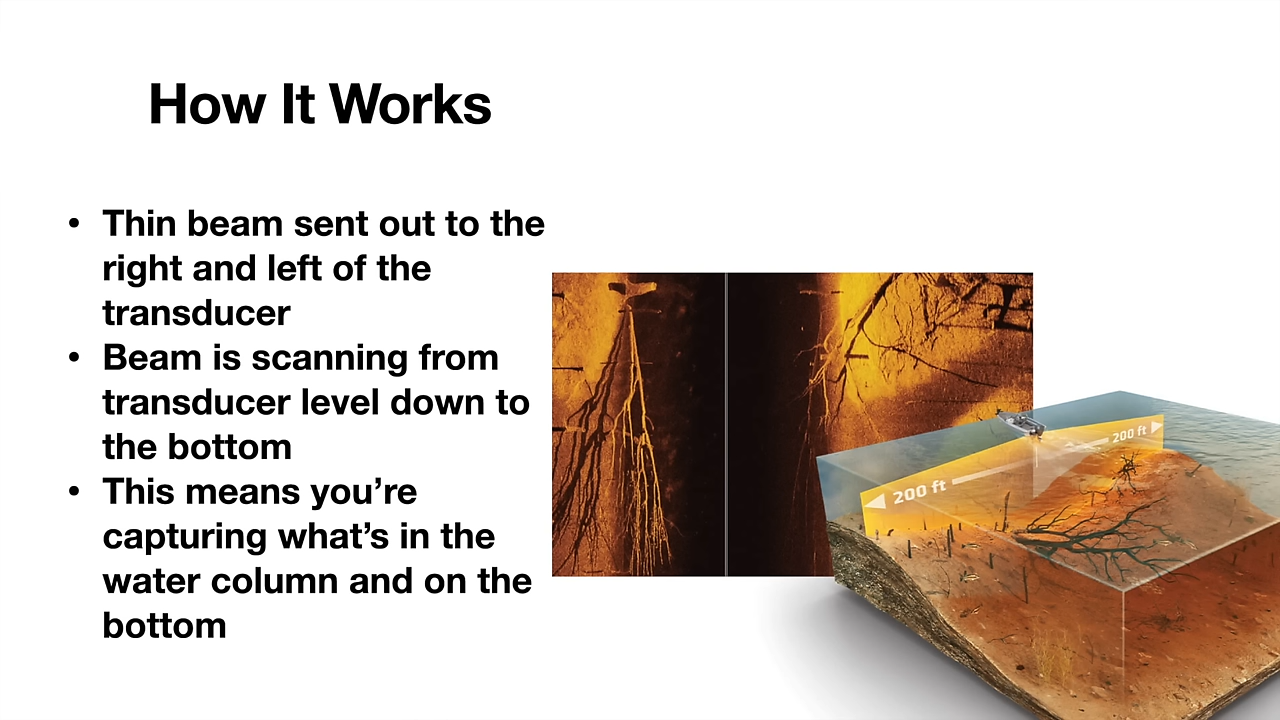 How It Works
• Thin beam sent out to the
right and left of the
transducer
• Beam is scanning from
transducer level down to
the bottom
• This means you’re
capturing what’s in the
water column and on the
bottom
200 ft
200 ft